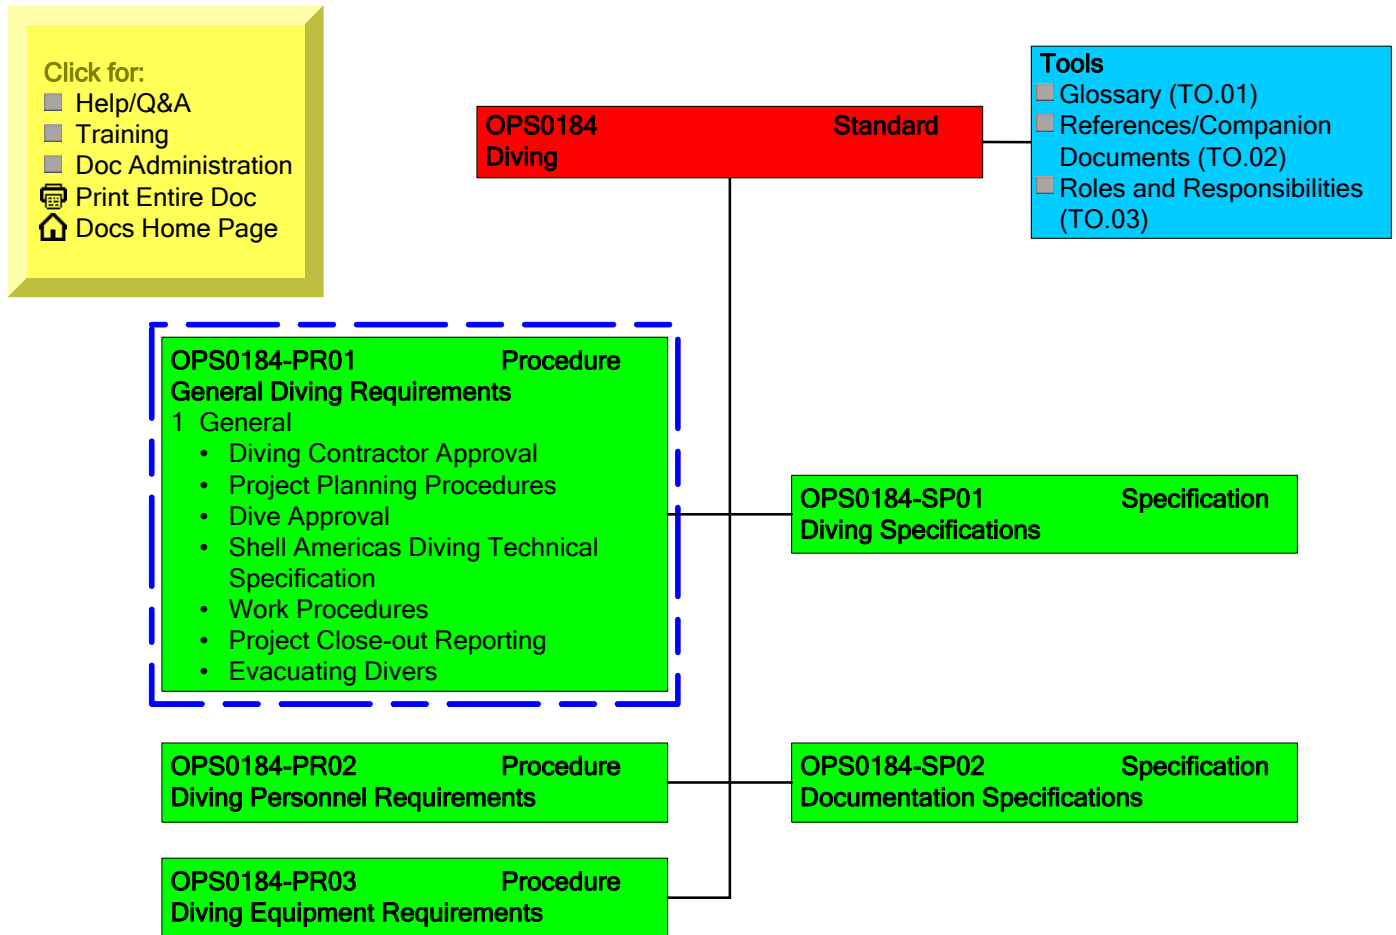 Click for:
Help/Q&A
Training
Doc Administration
Print Entire Doc
Docs Home Page
OPS0184 Standard
Diving
Tools
Glossary (TO.01)
References/Companion
Documents (TO.02)
Roles and Responsibilities
(TO.03)
OPS0184-PR01 Procedure
General Diving Requirements
1 General
• Diving Contractor Approval
• Project Planning Procedures
• Dive Approval
• Shell Americas Diving Technical
Specification
• Work Procedures
• Project Close-out Reporting
• Evacuating Divers
OPS0184-SP01 Specification
Diving Specifications
OPS0184-PR02 Procedure
Diving Personnel Requirements
OPS0184-SP02 Specification
Documentation Specifications
OPS0184-PR03 Procedure
Diving Equipment Requirements